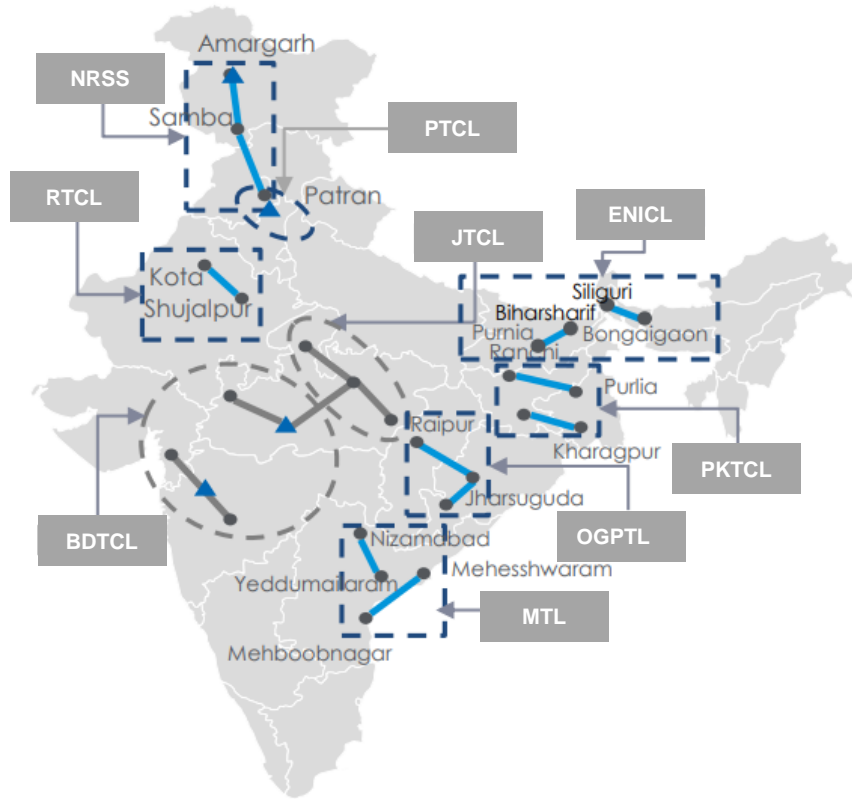 Amargarh
NRSS
Samba
PTCL
RTCL
Patran
JTCL
ENICL
Kota
Shujalpur
Siliguri
Biharsharif
Purnia
Bongaigaon
Ranchi
Purlia
Raipur
Kharagpur
PKTCL
Jharsuguda
BDTCL
OGPTL
Nizamabad
Mehesshwaram
Yeddumailaram
MTL
Mehboobnagar